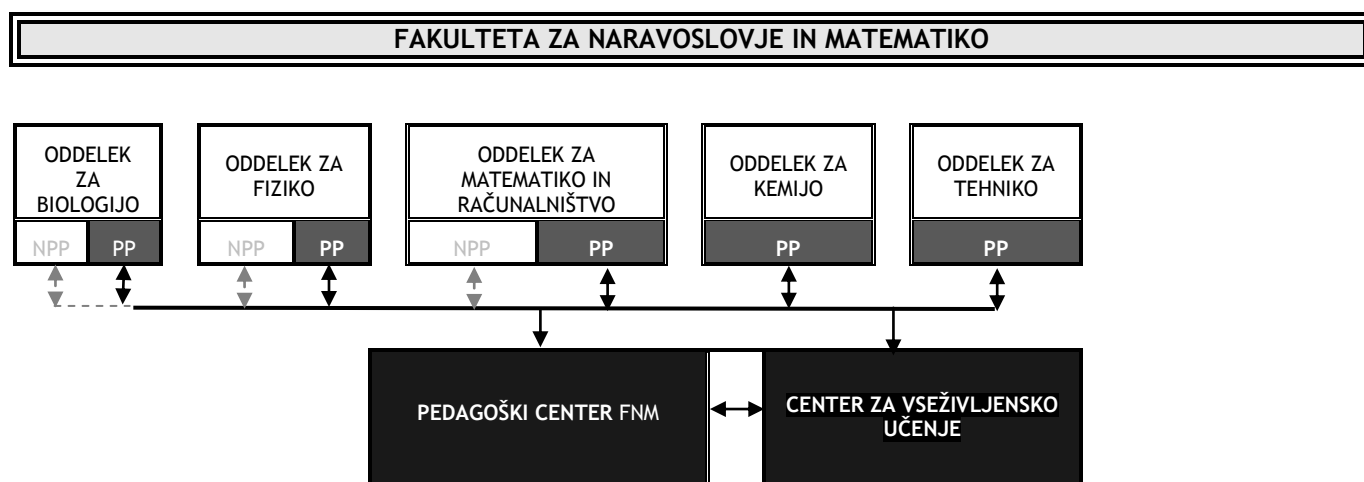 FAKULTETA ZA NARAVOSLOVJE IN MATEMATIKO
ODDELEK
ZA
BIOLOGIJO
NPP
PP
ODDELEK ZA
FIZIKO
NPP
PP
ODDELEK ZA
MATEMATIKO IN
RAČUNALNIŠTVO
NPP
PP
ODDELEK ZA
KEMIJO
PP
ODDELEK ZA
TEHNIKO
PP
PEDAGOŠKI CENTER FNM
CENTER ZA VSEŽIVLJENSKO
UČENJE